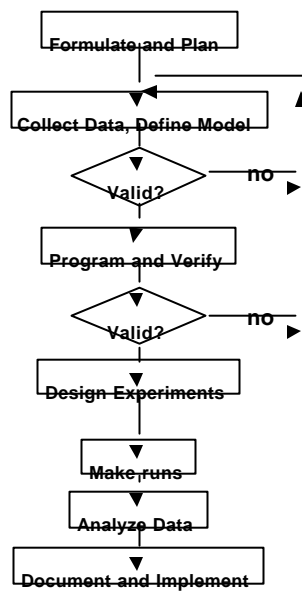 Formulate and Plan
Collect Data, Define Model
Valid?
no
Program and Verify
Valid?
no
Design Experiments
Make runs
Analyze Data
Document and Implement